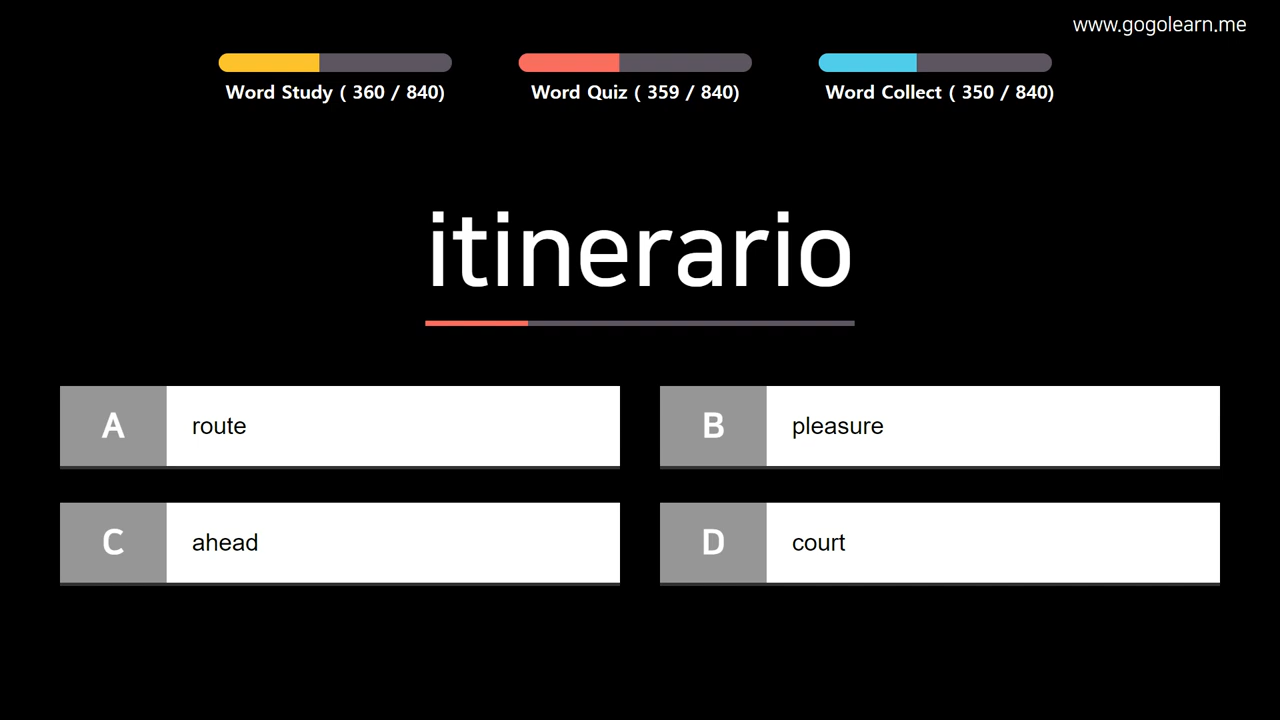 www.gogolearn.me
Word Study ( 360 / 840)
Word Quiz ( 359 / 840)
Word Collect ( 350 / 840)
itinerario
A route
B pleasure
C ahead
D court